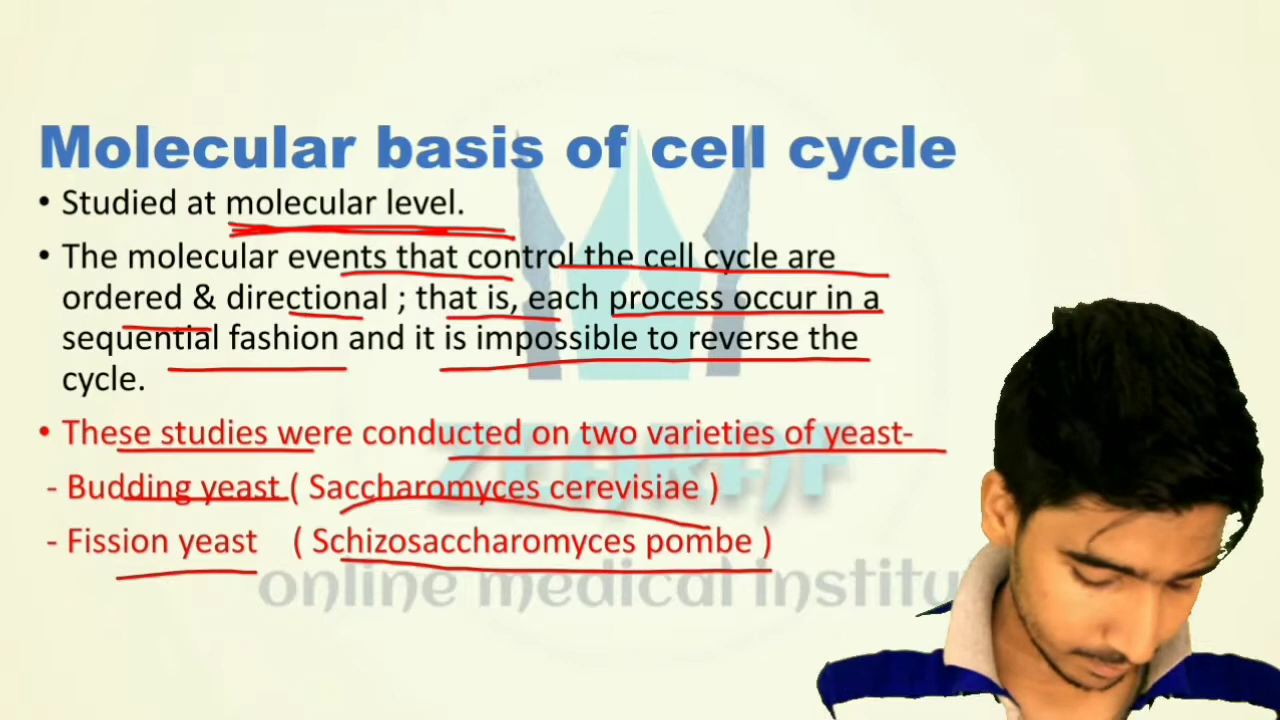 Molecular basis of cell cycle
• Studied at molecular level.
• The molecular events that control the cell cycle are
ordered & directional ; that is, each process occur in a
sequential fashion and it is impossible to reverse the
cycle.
• These studies were conducted on two varieties of yeast-
- Budding yeast ( Saccharomyces cerevisiae )
- Fission yeast ( Schizosaccharomyces pombe )
online medical institu